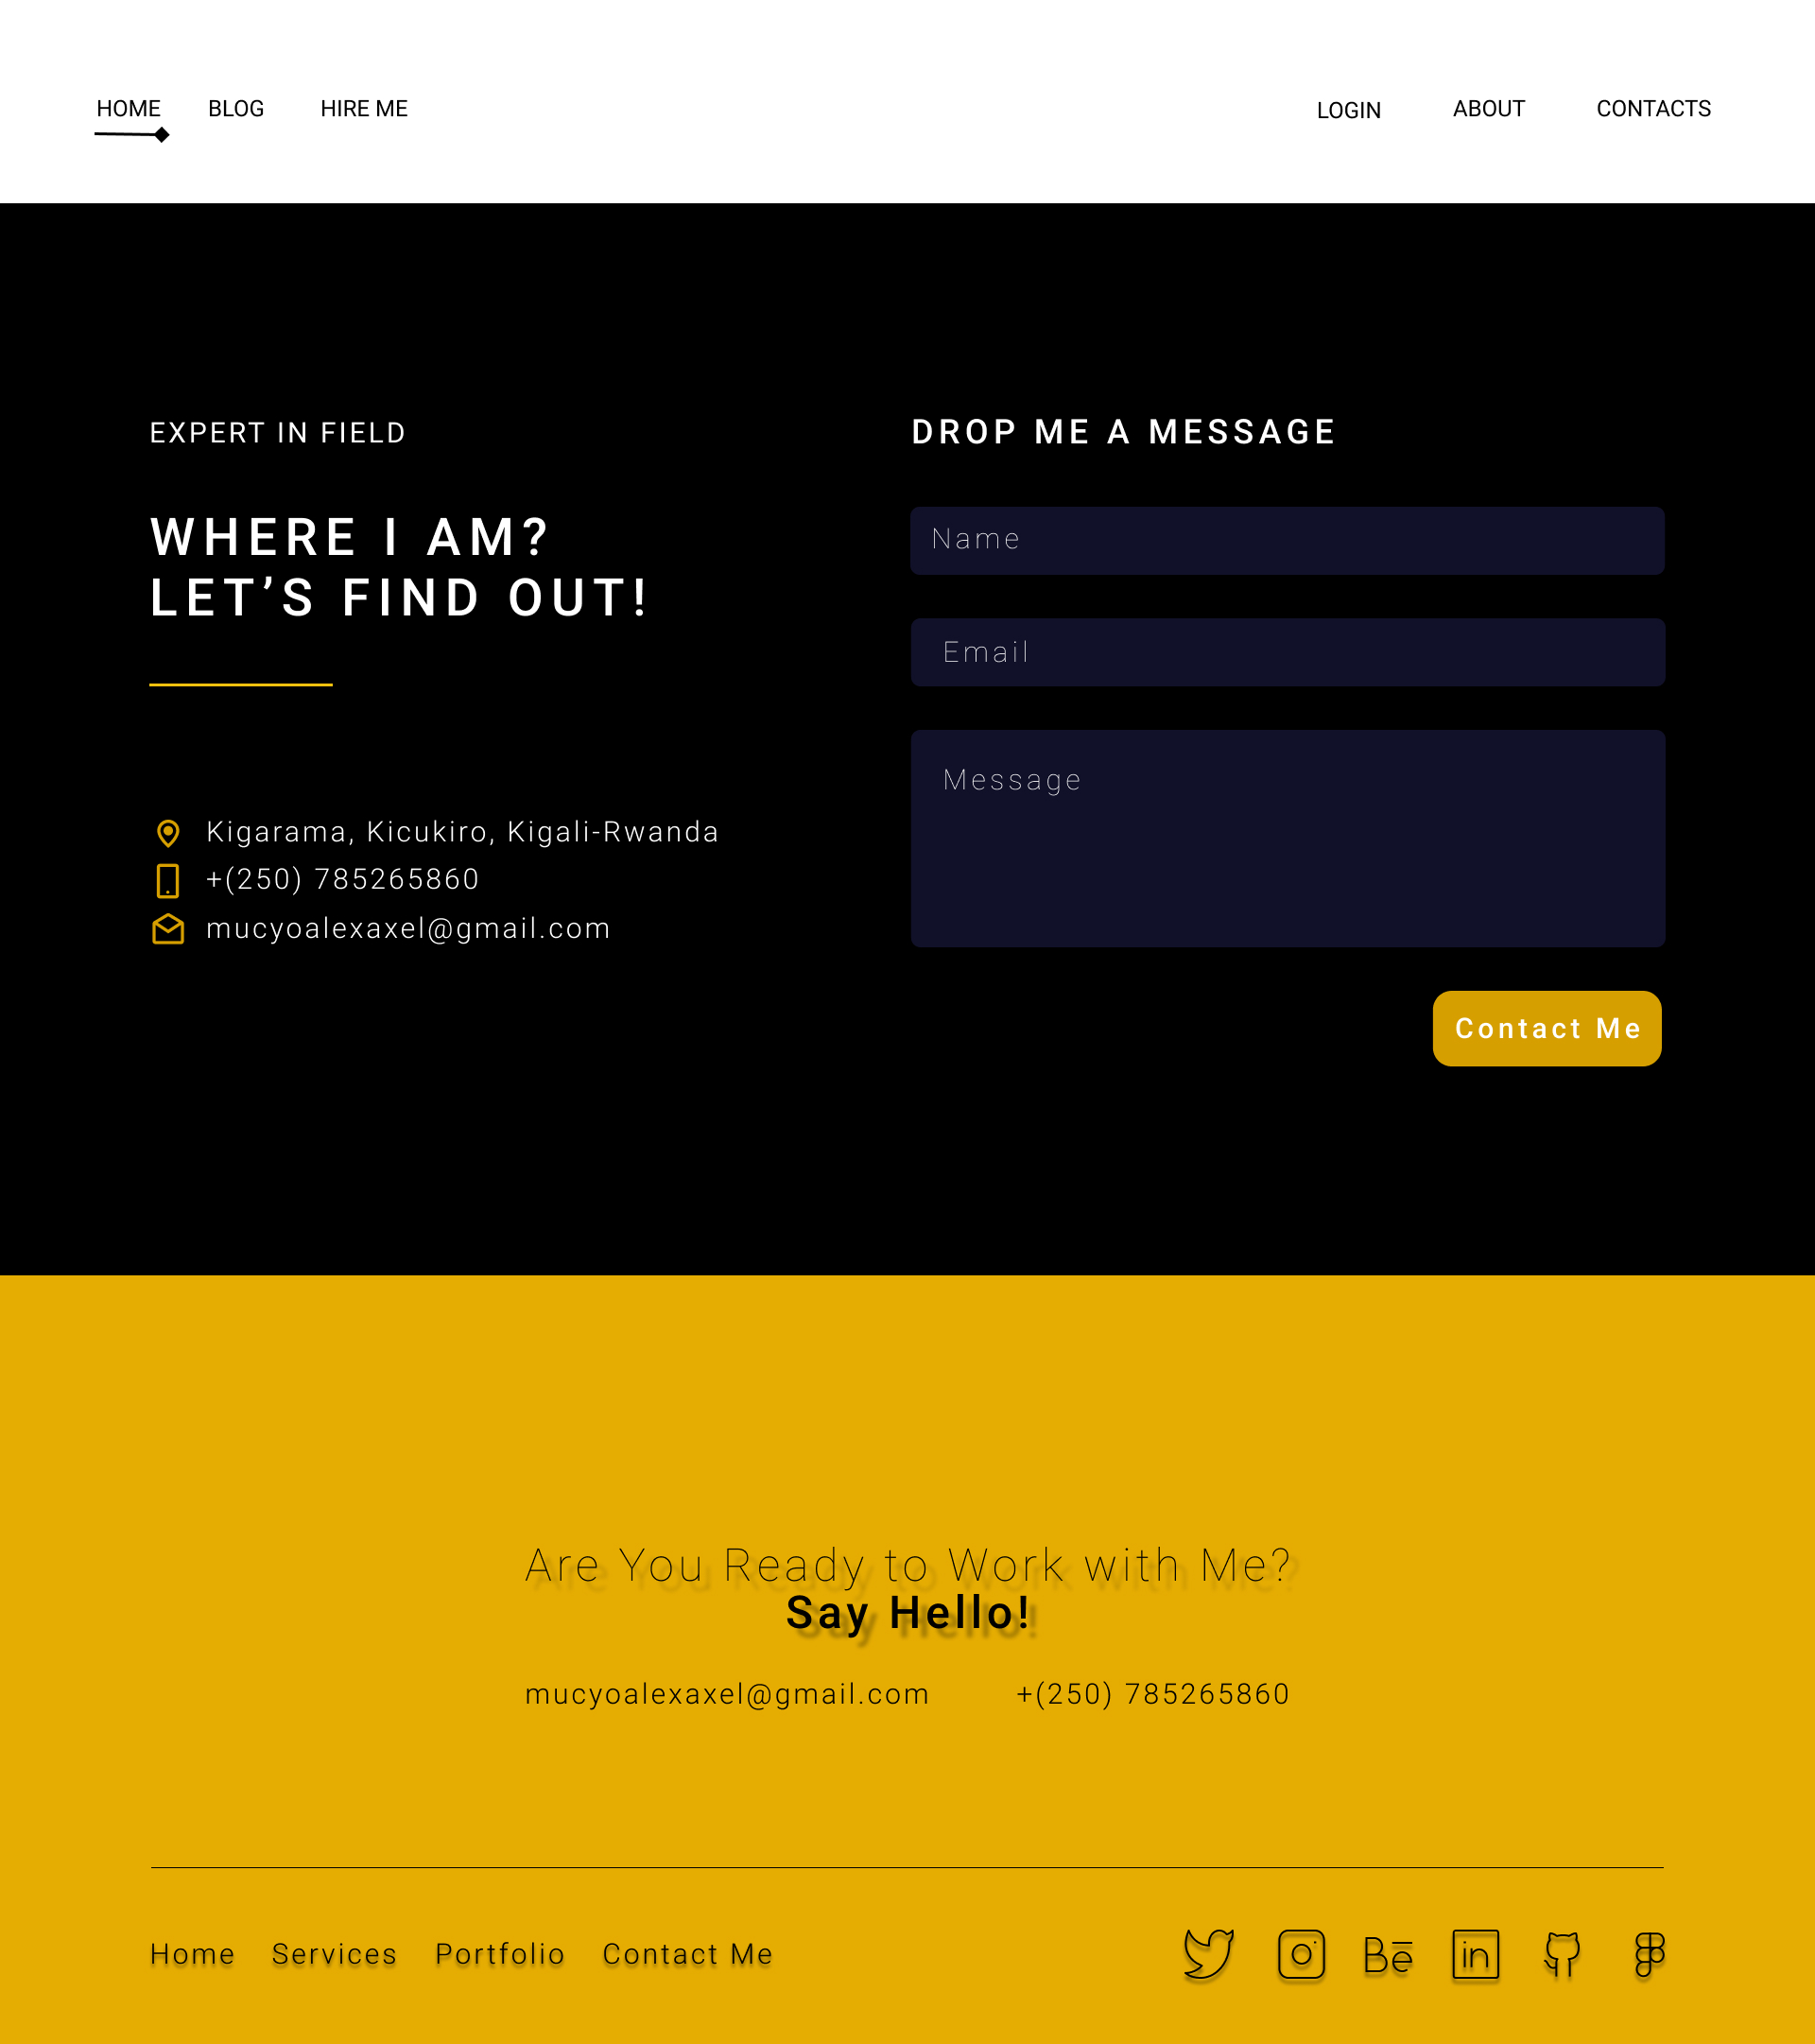 HOME BLOG HIRE ME LOGIN ABOUT CONTACTS
EXPERT IN FIELD
WHERE I AM?
LET’S FIND OUT!
Kigarama, Kicukiro, Kigali-Rwanda
+(250) 785265860
mucyoalexaxel@gmail.com
DROP ME A MESSAGE
Name
Email
Message
Contact Me
Are You Ready to Work with Me?
Say Hello!
mucyoalexaxel@gmail.com +(250) 785265860
Home Services Portfolio Contact Me